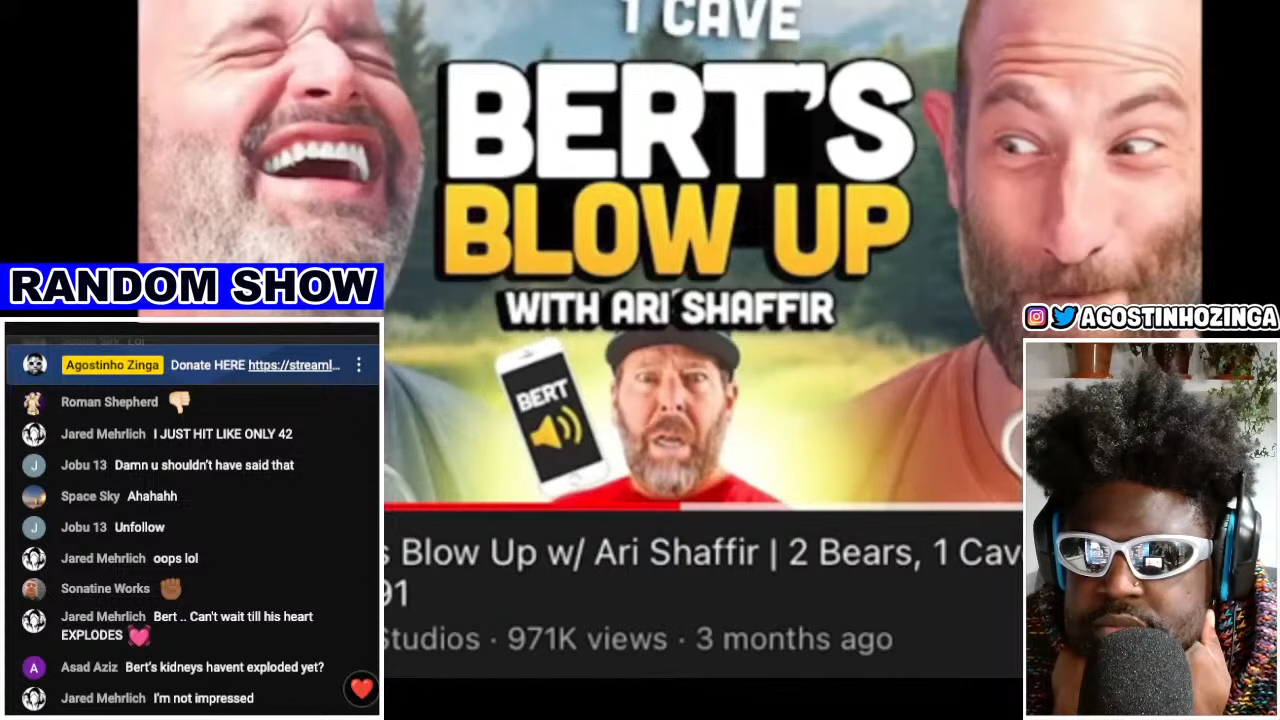 1 CAVE
BERT'S
BLOW UP
WITH ARI SHAFFIR
BERT
s Blow Up w/ Ari Shaffir | 2 Bears, 1 Cav
91
Studios · 971K views · 3 months ago
RANDOM SHOW
Agostinho Zinga Donate HERE https://streaml...
Roman Shepherd 👎🏼
Jared Mehrlich I JUST HIT LIKE ONLY 42
Jobu 13 Damn u shouldn't have said that
Space Sky Ahahahh
Jobu 13 Unfollow
Jared Mehrlich oops lol
Sonatine Works ✊🏾
Jared Mehrlich Bert .. Can't wait till his heart
EXPLODES 💓
Asad Aziz Bert's kidneys havent exploded yet?
Jared Mehrlich I'm not impressed
AGOSTINHOZINGA